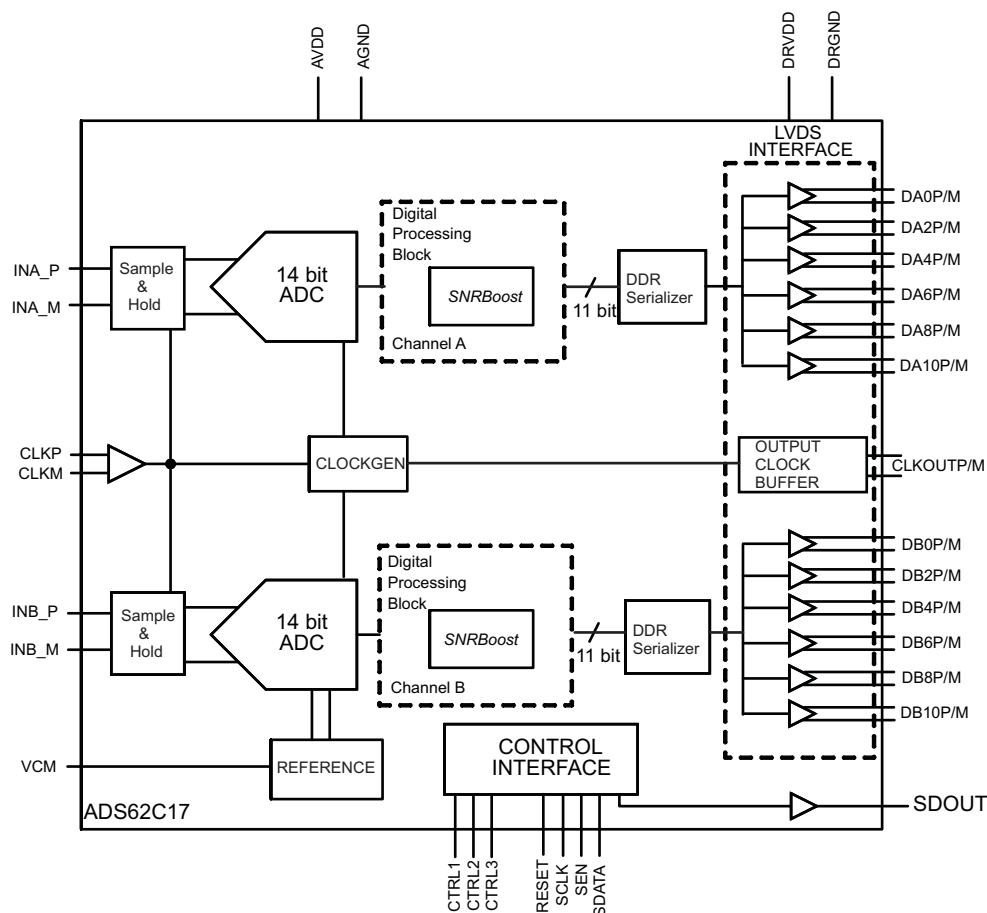 AVDD
AGND
DRVDD
DRGND
LVDS
INTERFACE
DA0P/M
DA2P/M
DA4P/M
DA6P/M
DA8P/M
DA10P/M
INA_P
INA_M
Sample
&
Hold
14 bit
ADC
Digital
Processing
Block
SNRBoost
Channel A
11 bit
DDR
Serializer
CLKP
CLKM
CLOCKGEN
OUTPUT
CLOCK
BUFFER
CLKOUTP/M
INB_P
INB_M
Sample
&
Hold
14 bit
ADC
Digital
Processing
Block
SNRBoost
Channel B
11 bit
DDR
Serializer
DB0P/M
DB2P/M
DB4P/M
DB6P/M
DB8P/M
DB10P/M
VCM
REFERENCE
CONTROL
INTERFACE
ADS62C17
SDOUT
CTRL1
CTRL2
CTRL3
RESET
SCLK
SEN
SDATA